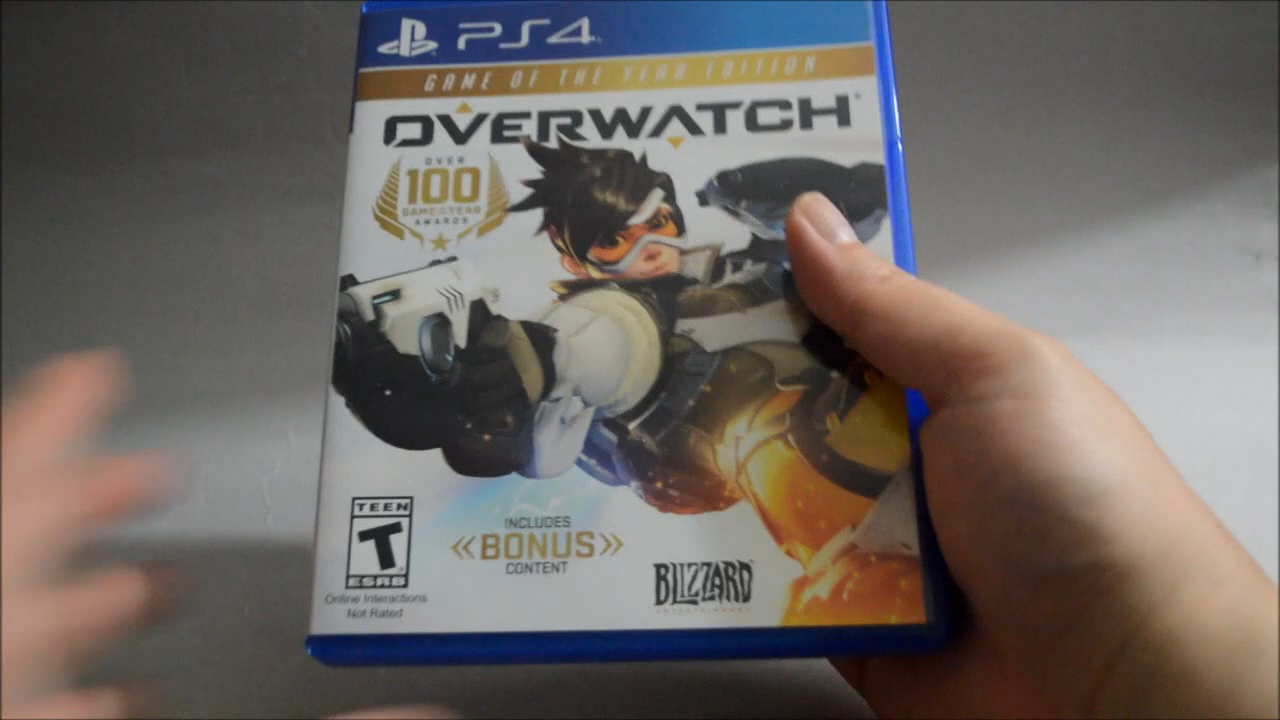 PS4
GAME OF THE YEAR EDITION
OVERWATCH
OVER
100
GAME OF THE YEAR
AWARDS
TEEN
T
ESRB
Online Interactions
Not Rated
INCLUDES
«BONUS»
CONTENT
BLIZZARD
ENTERTAINMENT